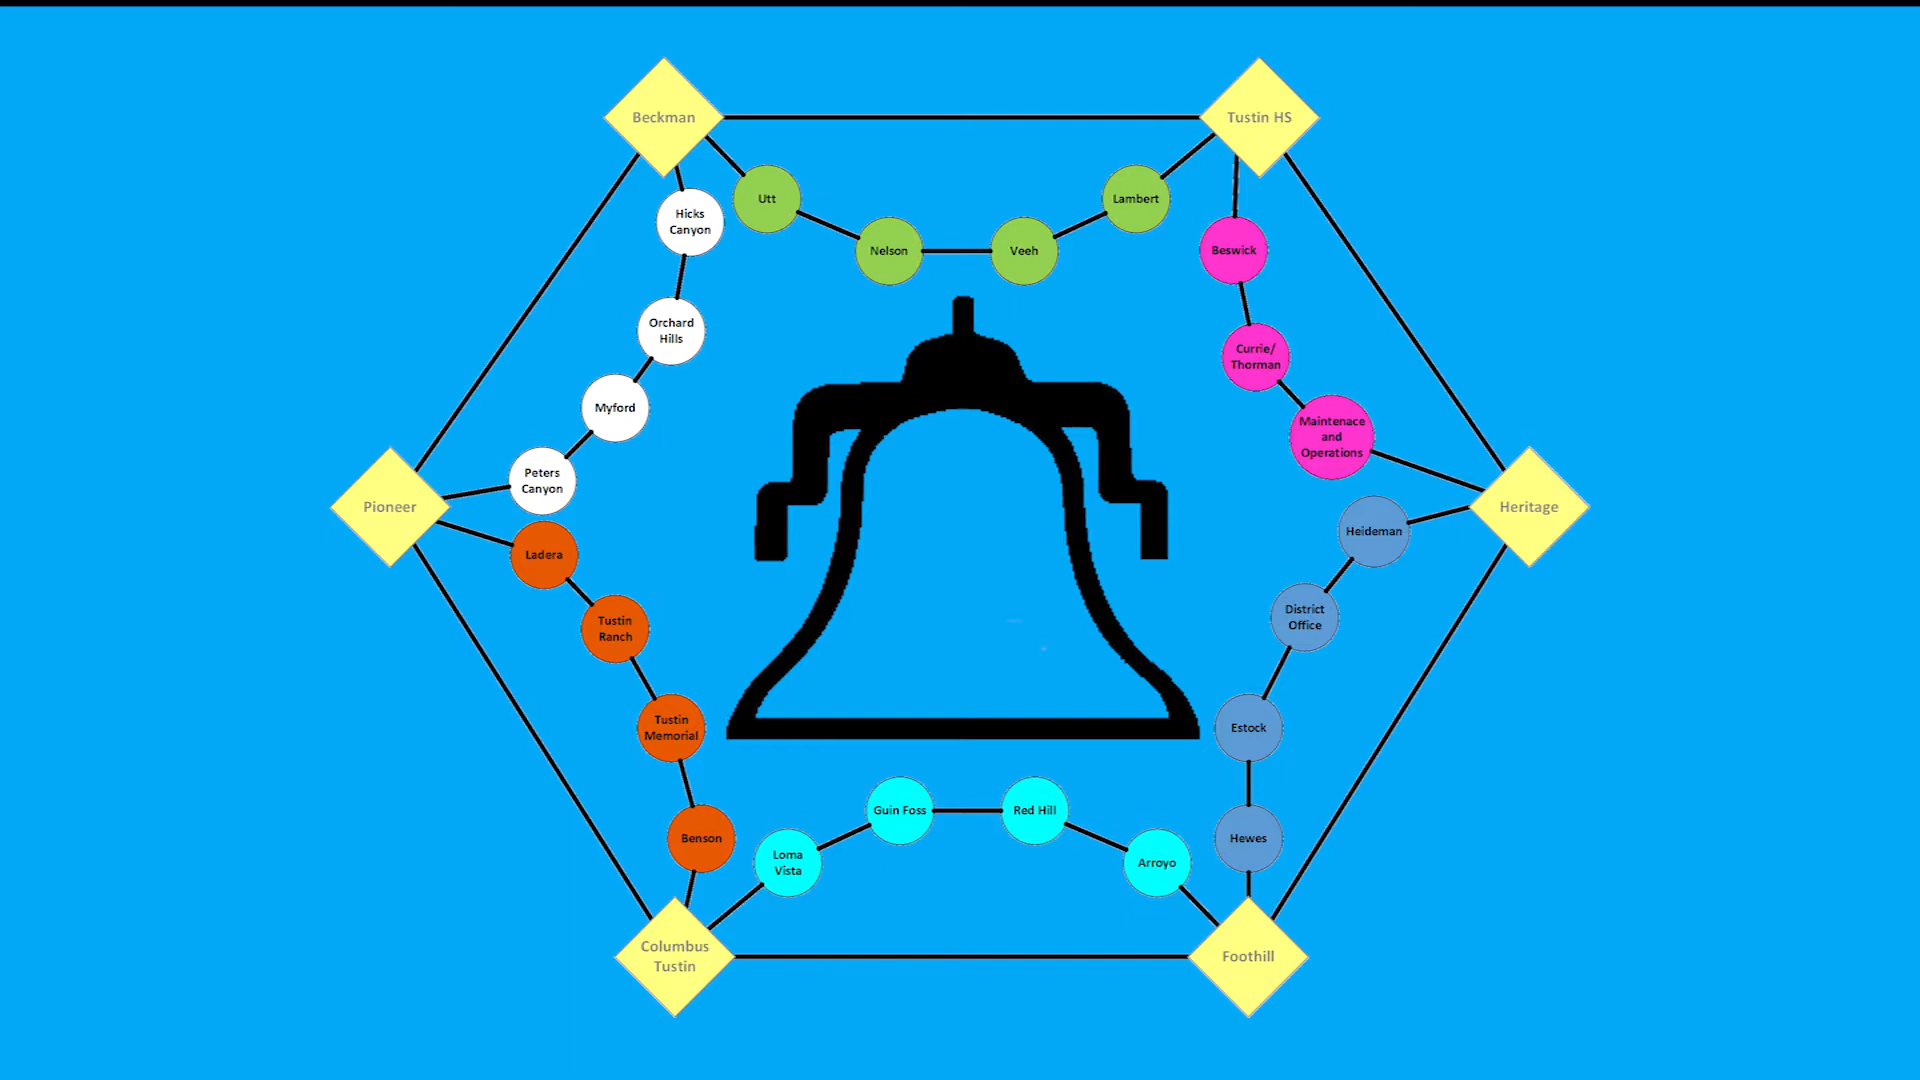 Beckman
Tustin HS
Utt
Lambert
Hicks
Canyon
Nelson
Veeh
Beswick
Orchard
Hills
Currie/
Thorman
Myford
Maintenace
and
Operations
Peters
Canyon
Pioneer
Heritage
Heideman
Ladera
District
Office
Tustin
Ranch
Tustin
Memorial
Estock
Guin Foss
Red Hill
Benson
Hewes
Loma
Vista
Arroyo
Columbus
Tustin
Foothill